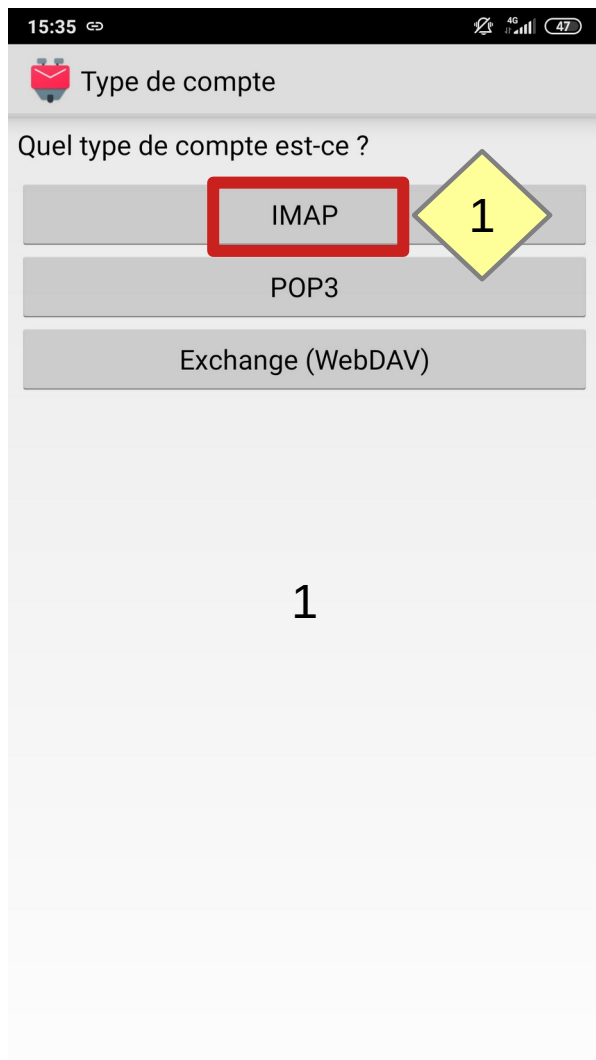 15:35 4G 47
Type de compte
Quel type de compte est-ce ?
IMAP 1
POP3
Exchange (WebDAV)
1